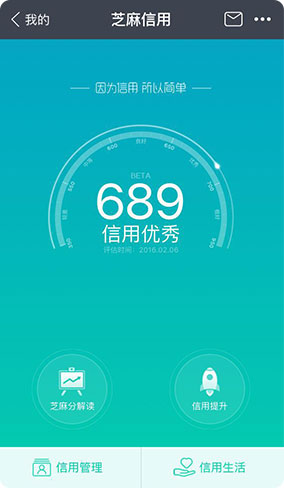 我的
芝麻信用
因为信用 所以简单
较差
550
中等
600
良好
650
优秀
700
极好
950
BETA
689
信用优秀
评估时间：2016.02.06
芝麻分解读
信用提升
信用管理
信用生活